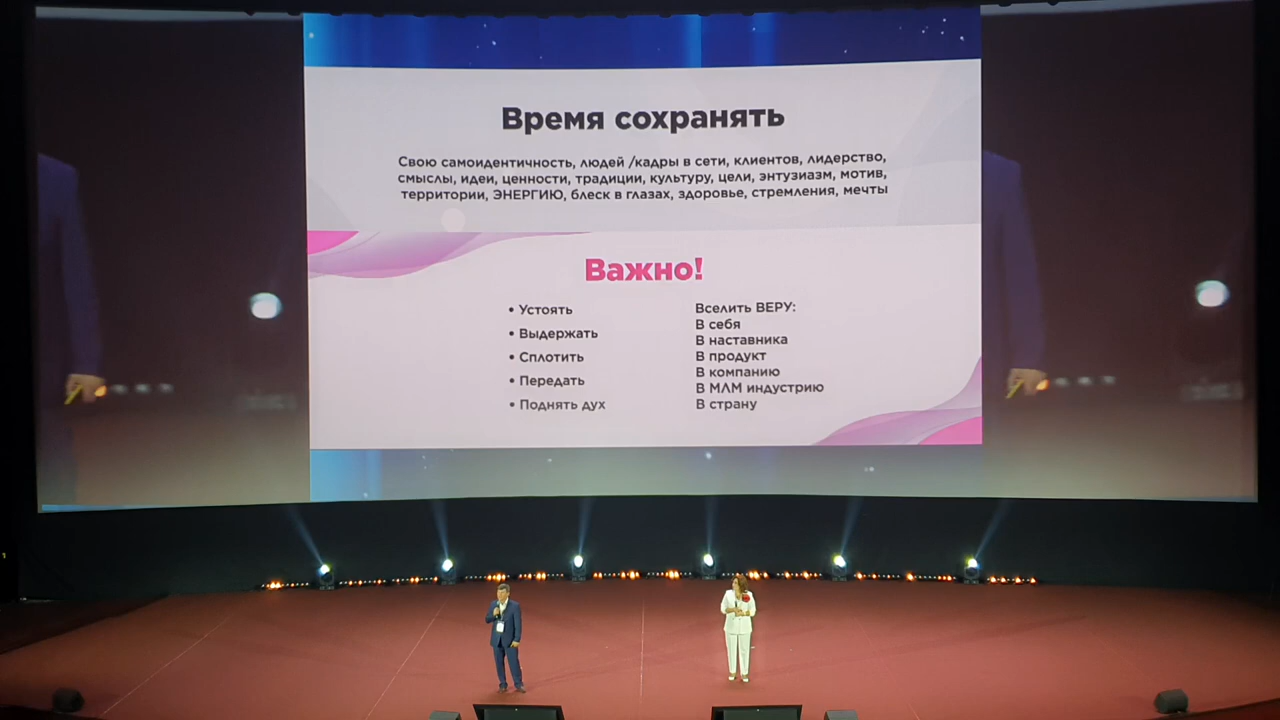 Время сохранять
Свою самоидентичность, людей /кадры в сети, клиентов, лидерство,
смыслы, идеи, ценности, традиции, культуру, цели, энтузиазм, мотив,
территории, ЭНЕРГИЮ, блеск в глазах, здоровье, стремления, мечты
Важно!
• Устоять
• Выдержать
• Сплотить
• Передать
• Поднять дух
Вселить ВЕРУ:
В себя
В наставника
В продукт
В компанию
В МЛМ индустрию
В страну